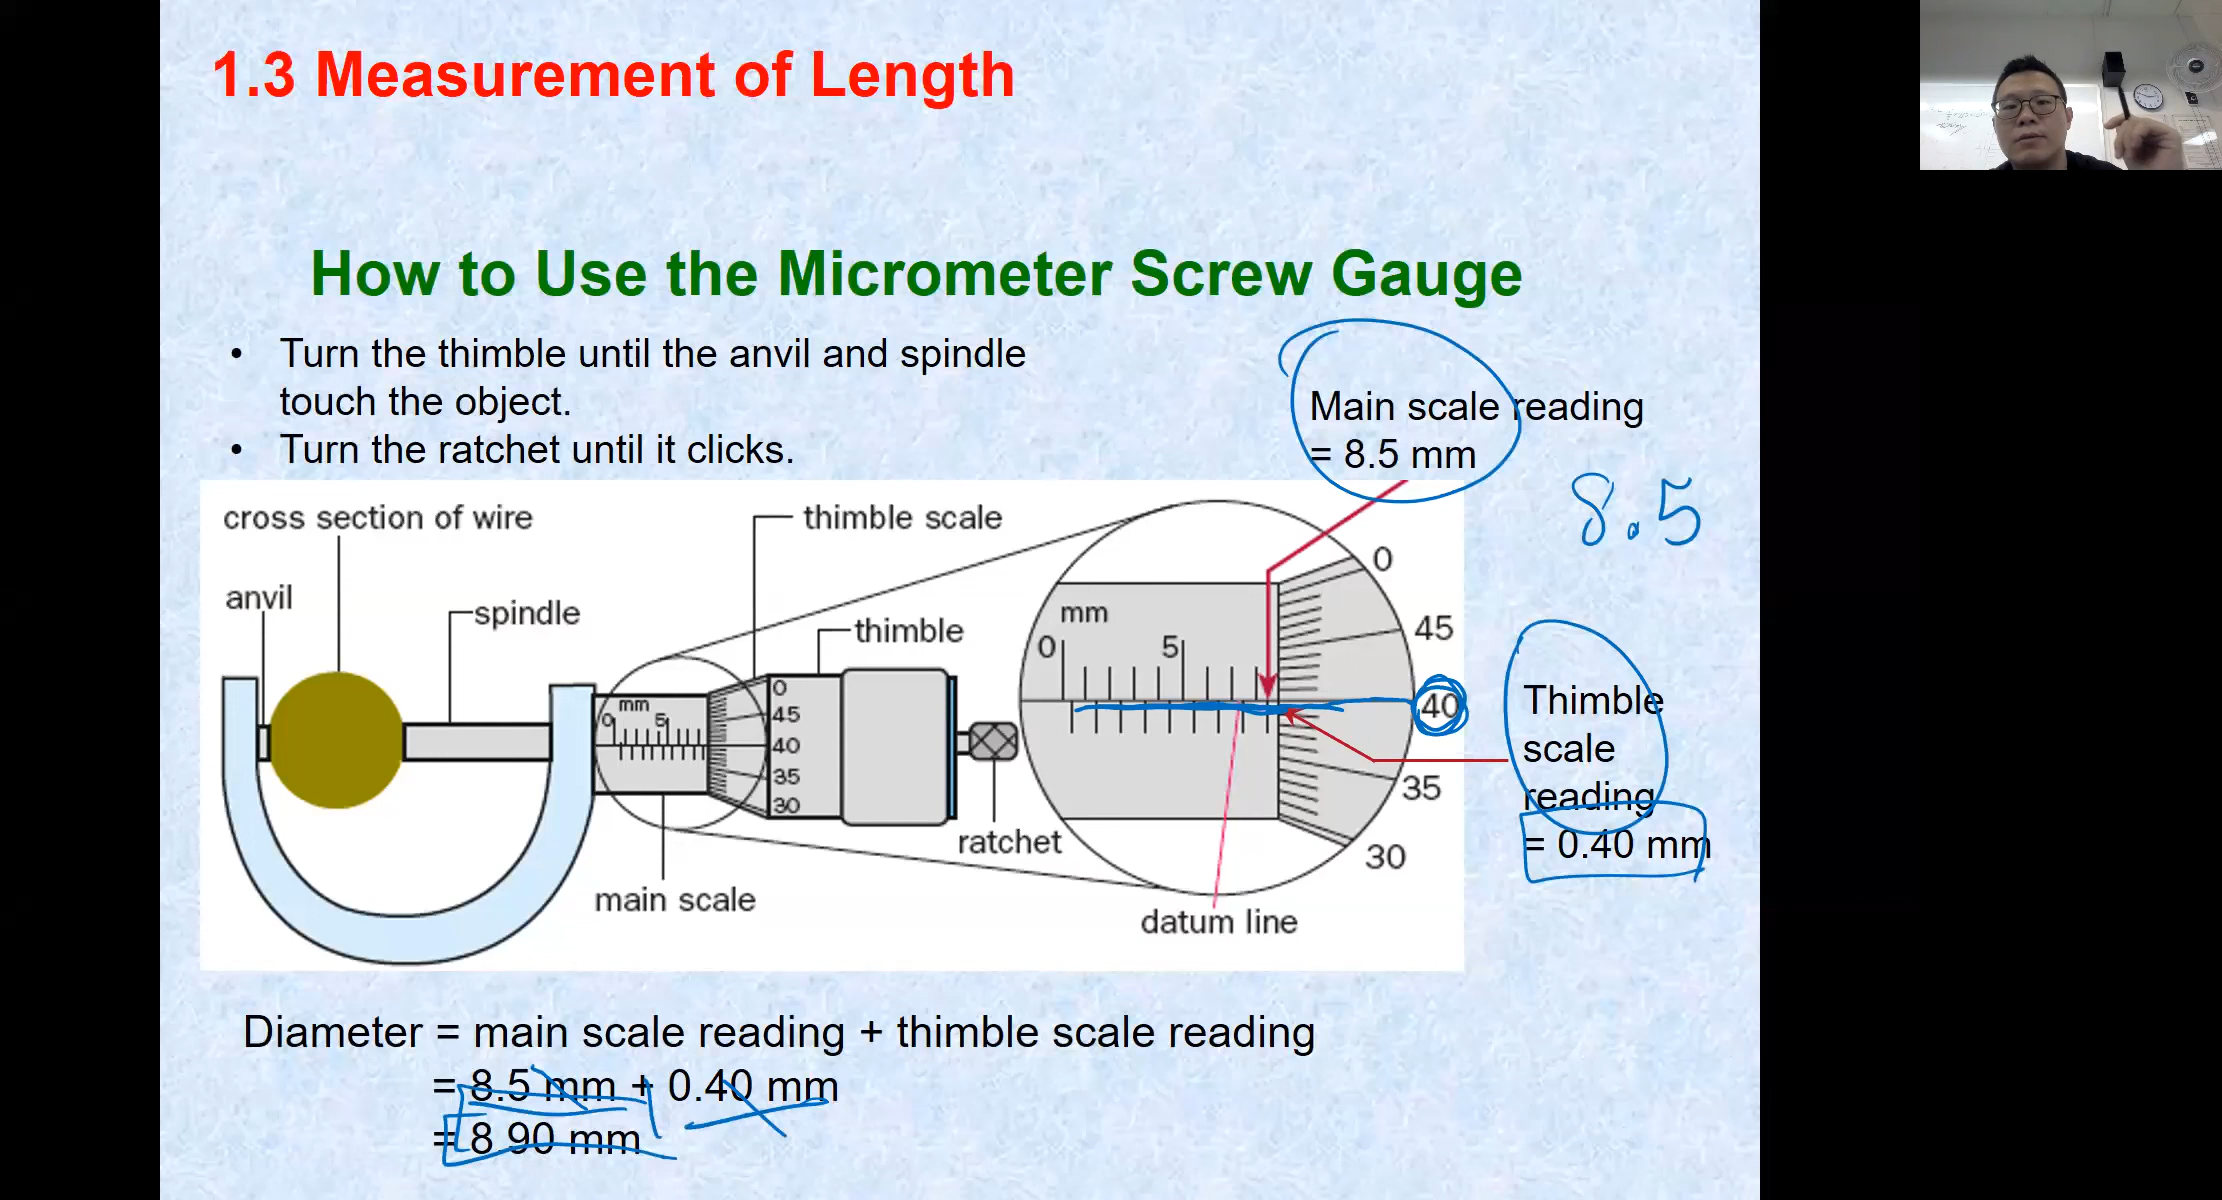 1.3 Measurement of Length
How to Use the Micrometer Screw Gauge
• Turn the thimble until the anvil and spindle
touch the object.
• Turn the ratchet until it clicks.
Main scale reading
= 8.5 mm
8.5
cross section of wire
thimble scale
anvil
spindle
thimble
mm
0 5
0
45
40
35
30
ratchet
main scale
mm
0 5
0
45
40
35
30
datum line
Thimble
scale
reading
= 0.40 mm
Diameter = main scale reading + thimble scale reading
= 8.5 mm + 0.40 mm
= 8.90 mm